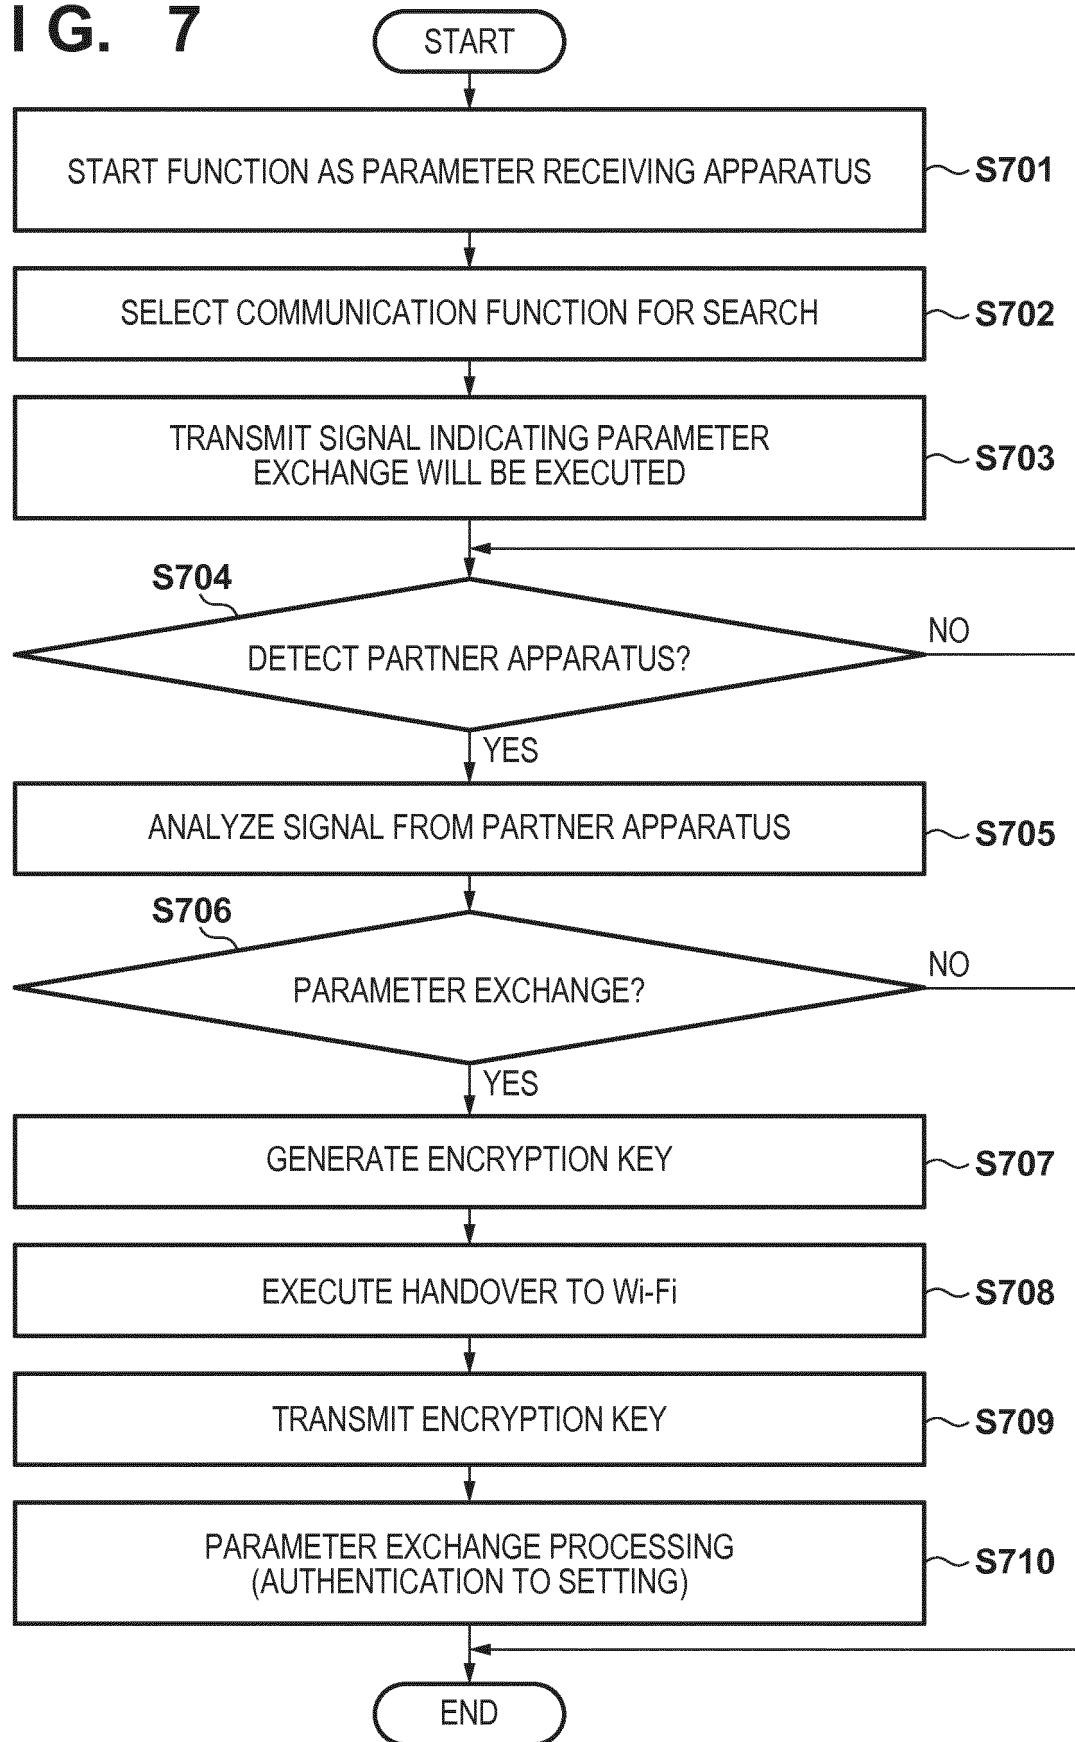 I G. 7
START
START FUNCTION AS PARAMETER RECEIVING APPARATUS
S701
SELECT COMMUNICATION FUNCTION FOR SEARCH
S702
TRANSMIT SIGNAL INDICATING PARAMETER
EXCHANGE WILL BE EXECUTED
S703
S704
DETECT PARTNER APPARATUS?
NO
YES
ANALYZE SIGNAL FROM PARTNER APPARATUS
S705
S706
PARAMETER EXCHANGE?
NO
YES
GENERATE ENCRYPTION KEY
S707
EXECUTE HANDOVER TO Wi-Fi
S708
TRANSMIT ENCRYPTION KEY
S709
PARAMETER EXCHANGE PROCESSING
(AUTHENTICATION TO SETTING)
S710
END